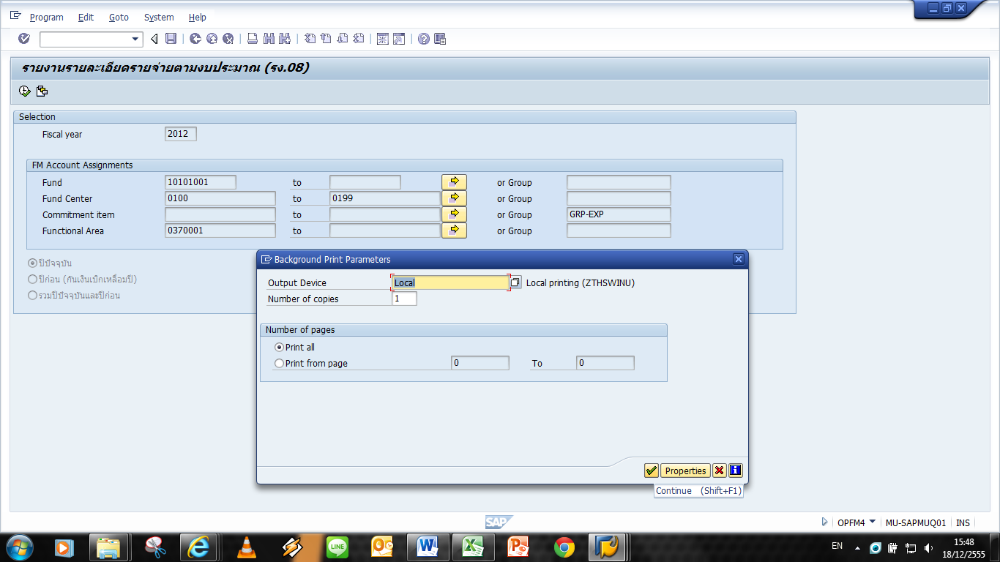 Program Edit Goto System Help
รายงานรายละเอียดรายจ่ายตามงบประมาณ (รง.08)
Selection
Fiscal year 2012
FM Account Assignments
Fund 10101001 to or Group
Fund Center 0100 to 0199 or Group
Commitment item to or Group GRP-EXP
Functional Area 0370001 to or Group
ปีปัจจุบัน
ปีก่อน (กันเงินเบิกเหลื่อมปี)
รวมปีปัจจุบันและปีก่อน
Background Print Parameters
Output Device Local Local printing (ZTHSWINU)
Number of copies 1
Number of pages
Print all
Print from page 0 To 0
Properties
Continue (Shift+F1)
SAP
OPFM4 MU-SAPMUQ01 INS
LINE
EN
15:48
18/12/2555